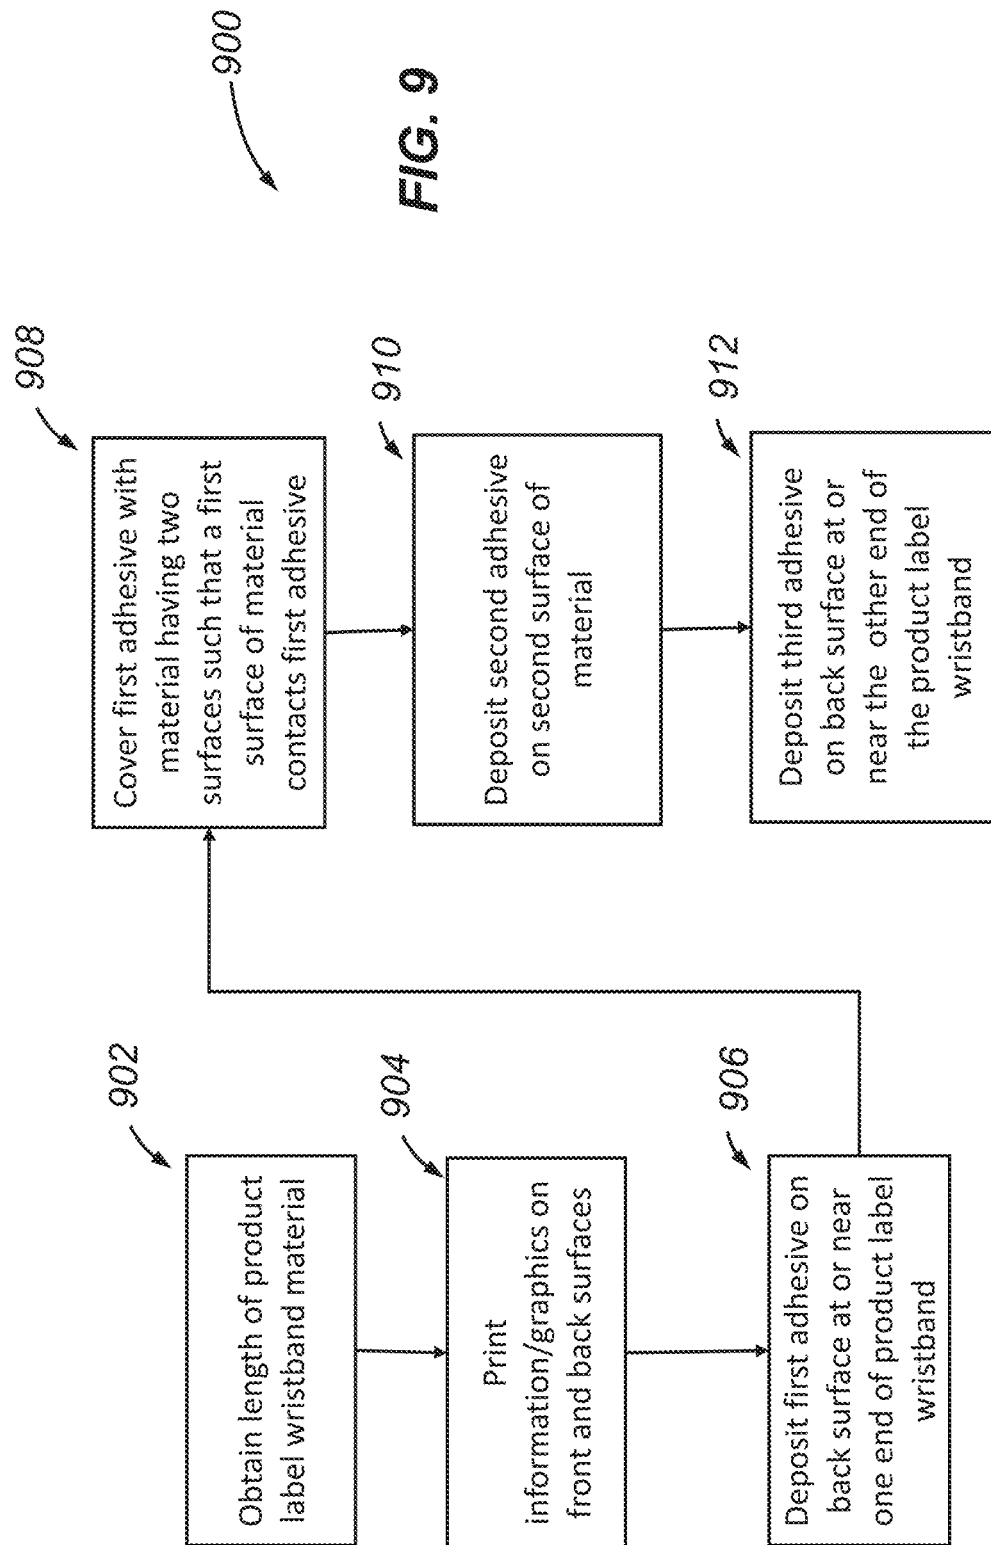 902
Obtain length of product
label wristband material
904
Print
information/graphics on
front and back surfaces
906
Deposit first adhesive on
back surface at or near
one end of product label
wristband
908
Cover first adhesive with
material having two
surfaces such that a first
surface of material
contacts first adhesive
910
Deposit second adhesive
on second surface of
material
912
Deposit third adhesive
on back surface at or
near the other end of
the product label
wristband
900
FIG. 9